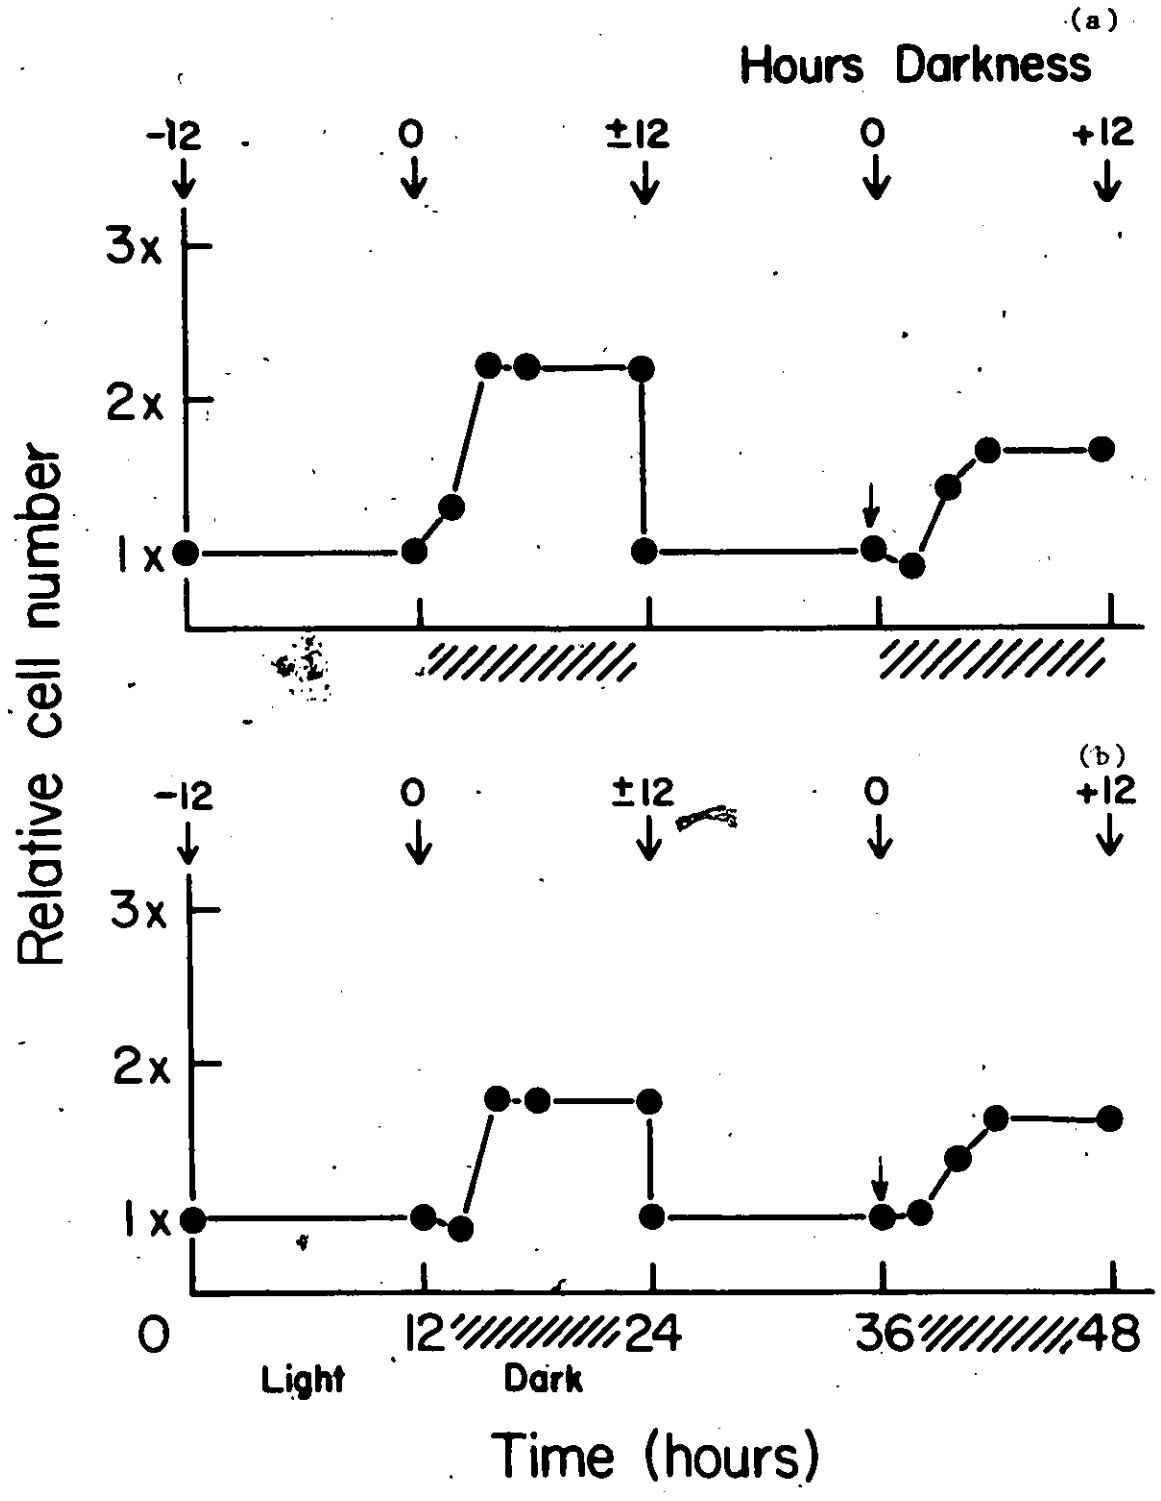 (a)
Hours Darkness
-12 0 ±12 0 +12
3x
2x
1x
Relative cell number
(b)
-12 0 ±12 0 +12
3x
2x
1x
0 12 24 36 48
Light Dark
Time (hours)